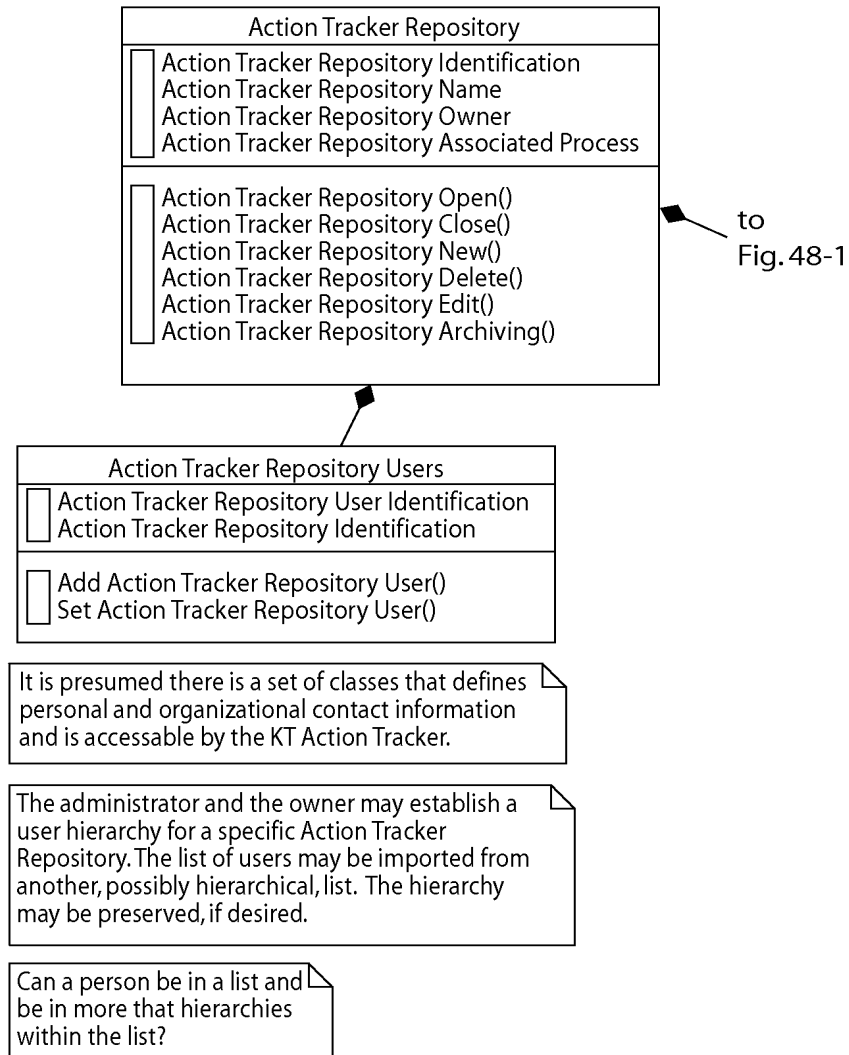 Action Tracker Repository
Action Tracker Repository Identification
Action Tracker Repository Name
Action Tracker Repository Owner
Action Tracker Repository Associated Process
Action Tracker Repository Open()
Action Tracker Repository Close()
Action Tracker Repository New()
Action Tracker Repository Delete()
Action Tracker Repository Edit()
Action Tracker Repository Archiving()
to
Fig. 48-1
Action Tracker Repository Users
Action Tracker Repository User Identification
Action Tracker Repository Identification
Add Action Tracker Repository User()
Set Action Tracker Repository User()
It is presumed there is a set of classes that defines
personal and organizational contact information
and is accessable by the KT Action Tracker.
The administrator and the owner may establish a
user hierarchy for a specific Action Tracker
Repository. The list of users may be imported from
another, possibly hierarchical, list. The hierarchy
may be preserved, if desired.
Can a person be in a list and
be in more that hierarchies
within the list?